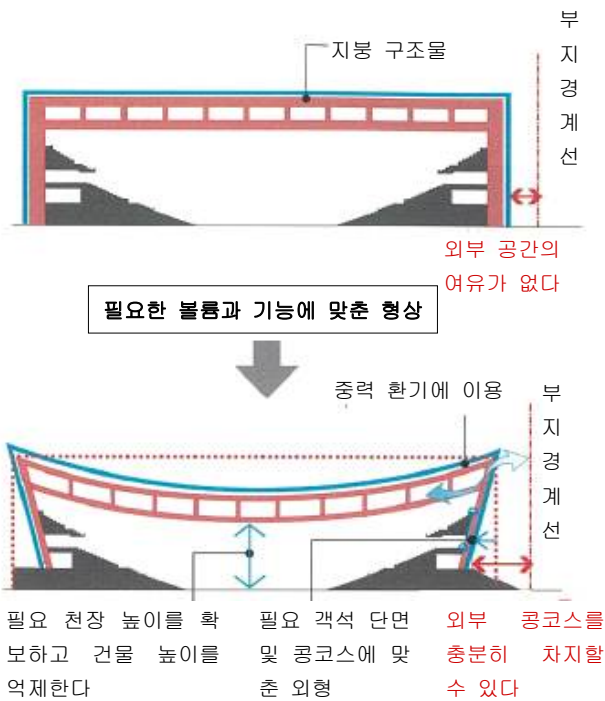 부
지
경
계
선
지붕 구조물
외부 공간의
여유가 없다
필요한 볼륨과 기능에 맞춘 형상
중력 환기에 이용
부
지
경
계
선
필요 천장 높이를 확
보하고 건물 높이를
억제한다
필요 객석 단면
및 콩코스에 맞
춘 외형
외부 콩코스를
충분히 차지할
수 있다